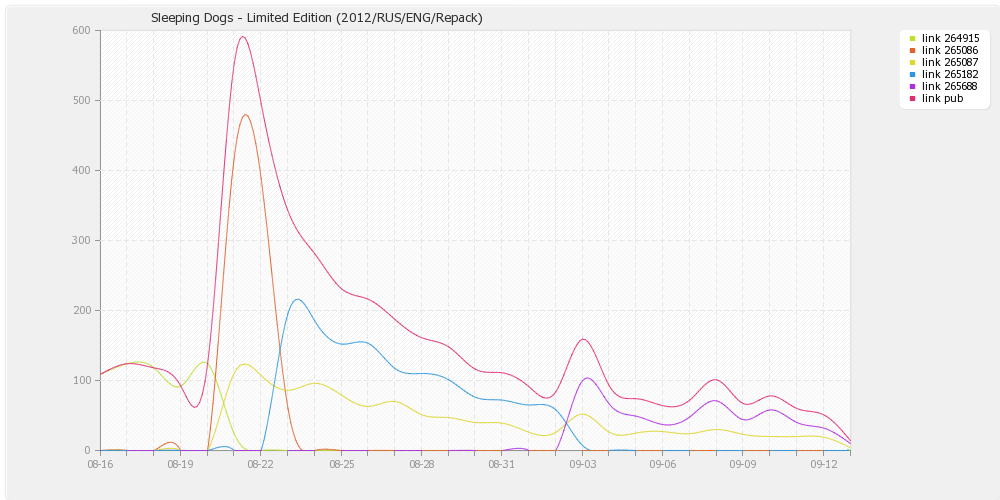 Sleeping Dogs - Limited Edition (2012/RUS/ENG/Repack)
link 264915
link 265086
link 265087
link 265182
link 265688
link pub
600
500
400
300
200
100
0
08-16 08-19 08-22 08-25 08-28 08-31 09-03 09-06 09-09 09-12